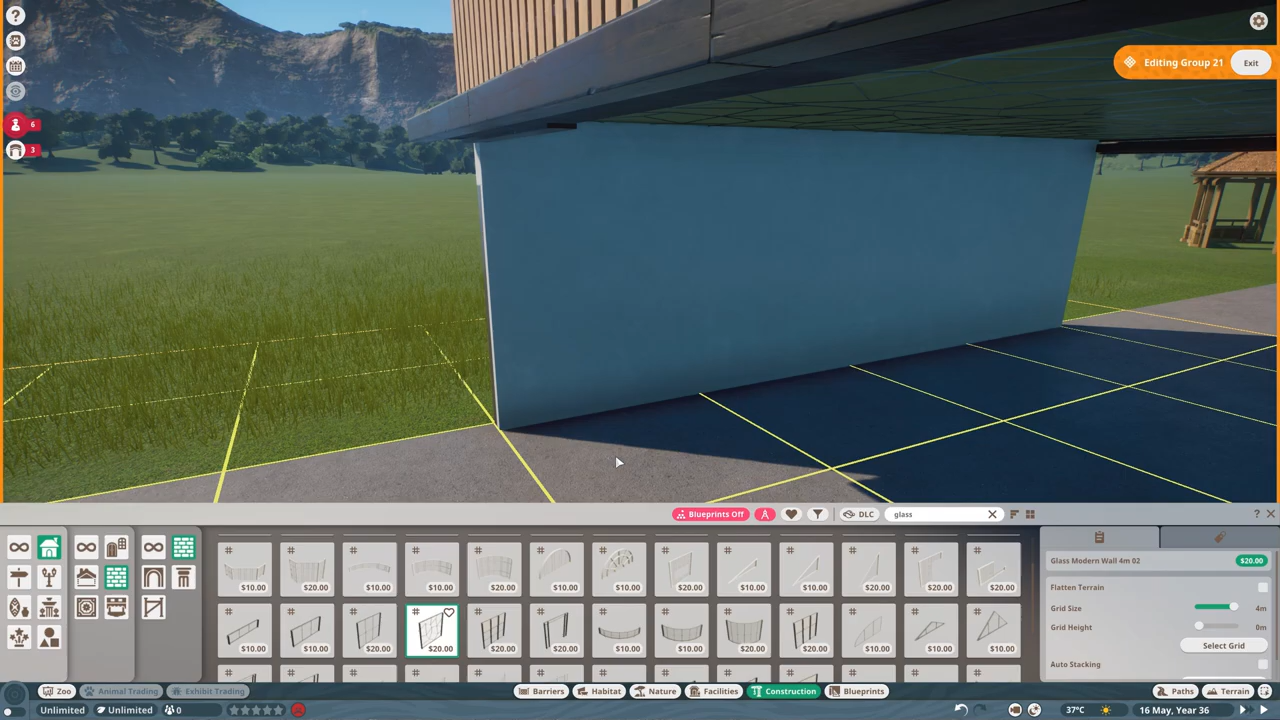 ?
Editing Group 21
Exit
6
3
Blueprints Off
DLC
glass
?
$10.00 $20.00 $10.00 $10.00 $20.00 $10.00 $10.00 $20.00 $10.00 $10.00 $10.00 $20.00 $10.00
$10.00 $10.00 $20.00 $20.00 $20.00 $20.00 $10.00 $10.00 $20.00 $20.00 $10.00 $10.00 $10.00
Glass Modern Wall 4m 02 $20.00
Flatten Terrain
Grid Size 4m
Grid Height 0m
Select Grid
Auto Stacking
Zoo Animal Trading Exhibit Trading Barriers Habitat Nature Facilities Construction Blueprints Paths Terrain
Unlimited Unlimited 0 37°C 16 May, Year 36